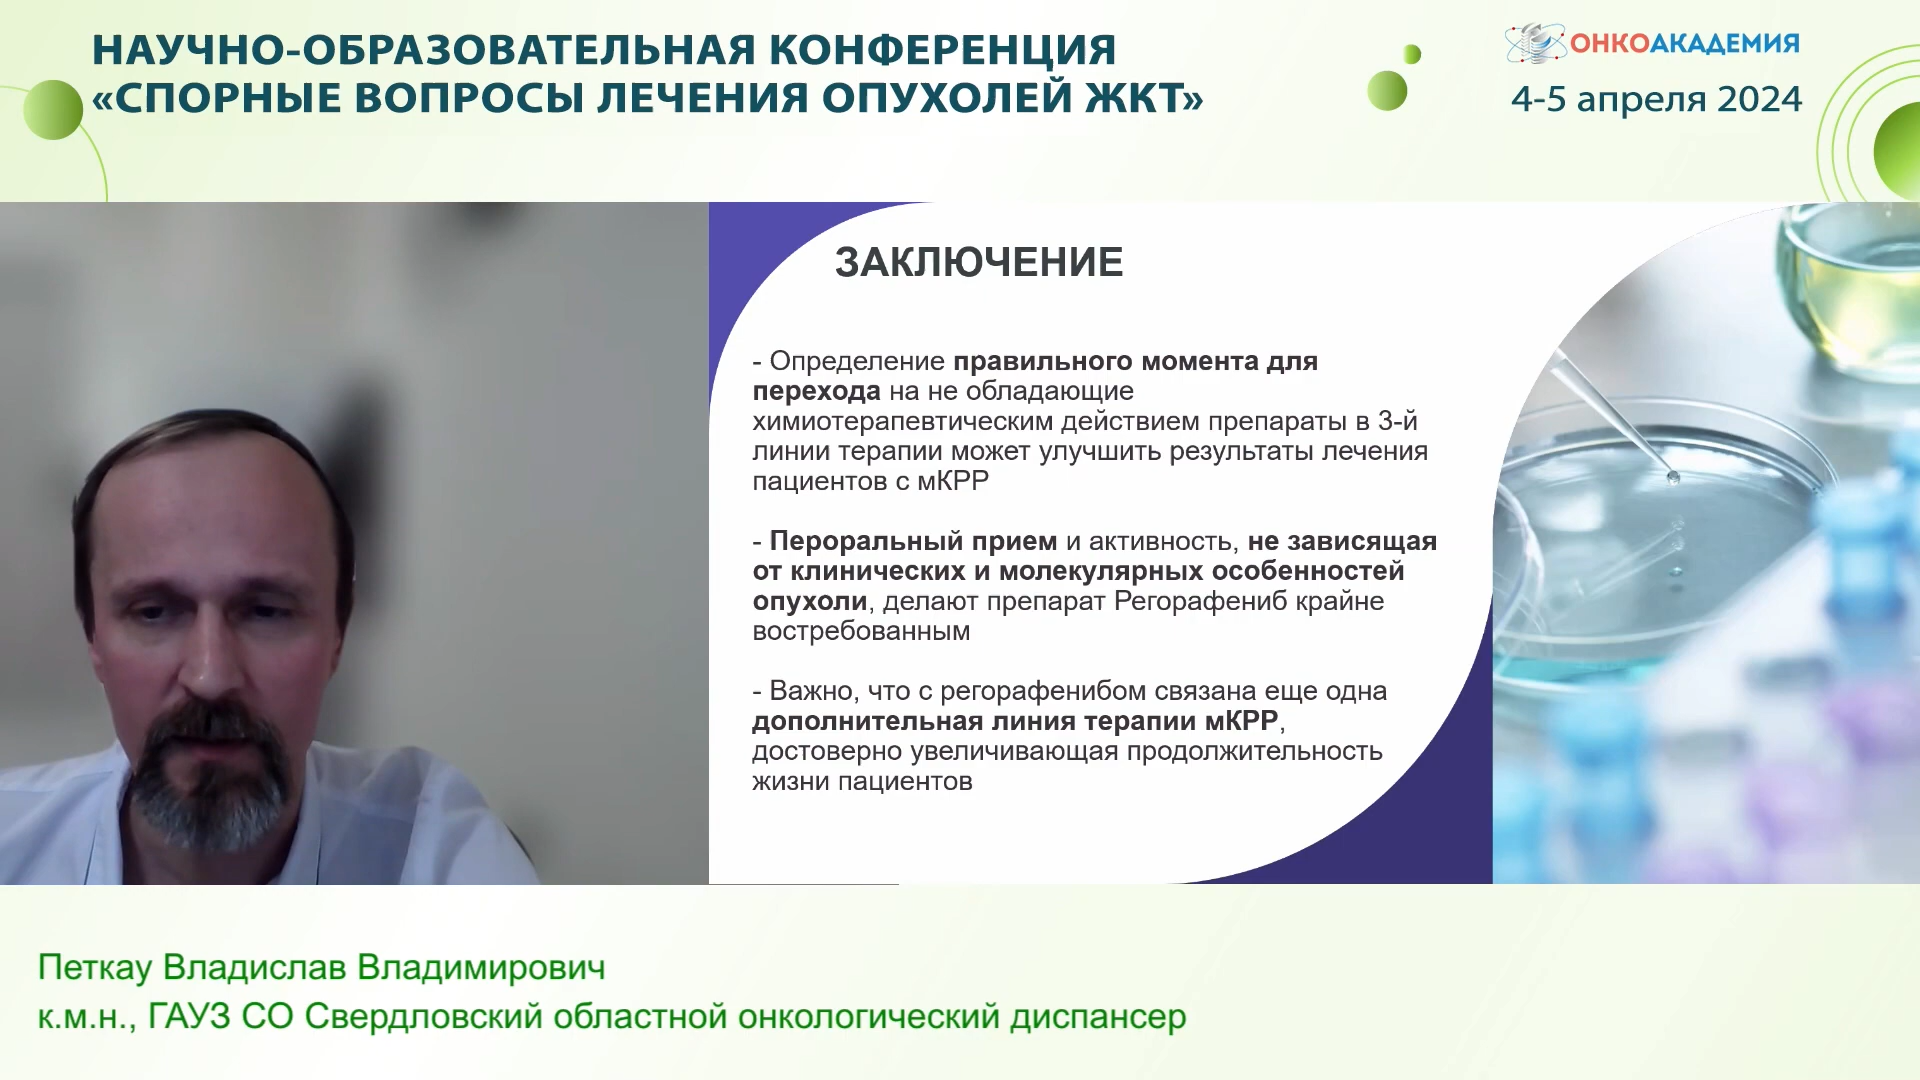 НАУЧНО-ОБРАЗОВАТЕЛЬНАЯ КОНФЕРЕНЦИЯ
«СПОРНЫЕ ВОПРОСЫ ЛЕЧЕНИЯ ОПУХОЛЕЙ ЖКТ»
ОНКОАКАДЕМИЯ
4-5 апреля 2024
ЗАКЛЮЧЕНИЕ
- Определение правильного момента для
перехода на не обладающие
химиотерапевтическим действием препараты в 3-й
линии терапии может улучшить результаты лечения
пациентов с мКРР
- Пероральный прием и активность, не зависящая
от клинических и молекулярных особенностей
опухоли, делают препарат Регорафениб крайне
востребованным
- Важно, что с регорафенибом связана еще одна
дополнительная линия терапии мКРР,
достоверно увеличивающая продолжительность
жизни пациентов
Петкау Владислав Владимирович
к.м.н., ГАУЗ СО Свердловский областной онкологический диспансер